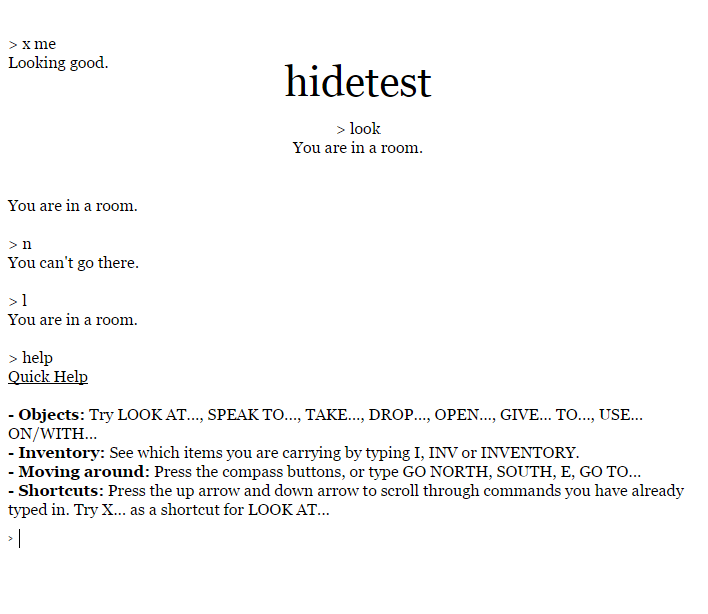 > x me
Looking good.
hidetest
> look
You are in a room.
You are in a room.
> n
You can't go there.
> l
You are in a room.
> help
Quick Help
- Objects: Try LOOK AT..., SPEAK TO..., TAKE..., DROP..., OPEN..., GIVE... TO..., USE...
ON/WITH...
- Inventory: See which items you are carrying by typing I, INV or INVENTORY.
- Moving around: Press the compass buttons, or type GO NORTH, SOUTH, E, GO TO...
- Shortcuts: Press the up arrow and down arrow to scroll through commands you have already
typed in. Try X... as a shortcut for LOOK AT...
>